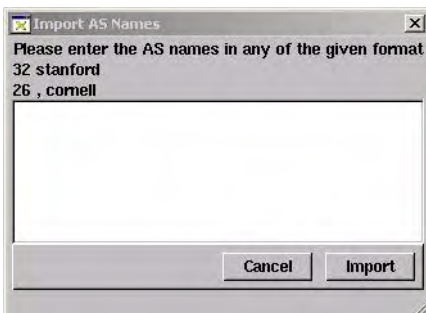 Import AS Names
Please enter the AS names in any of the given format
32 stanford
26 , cornell
Cancel Import